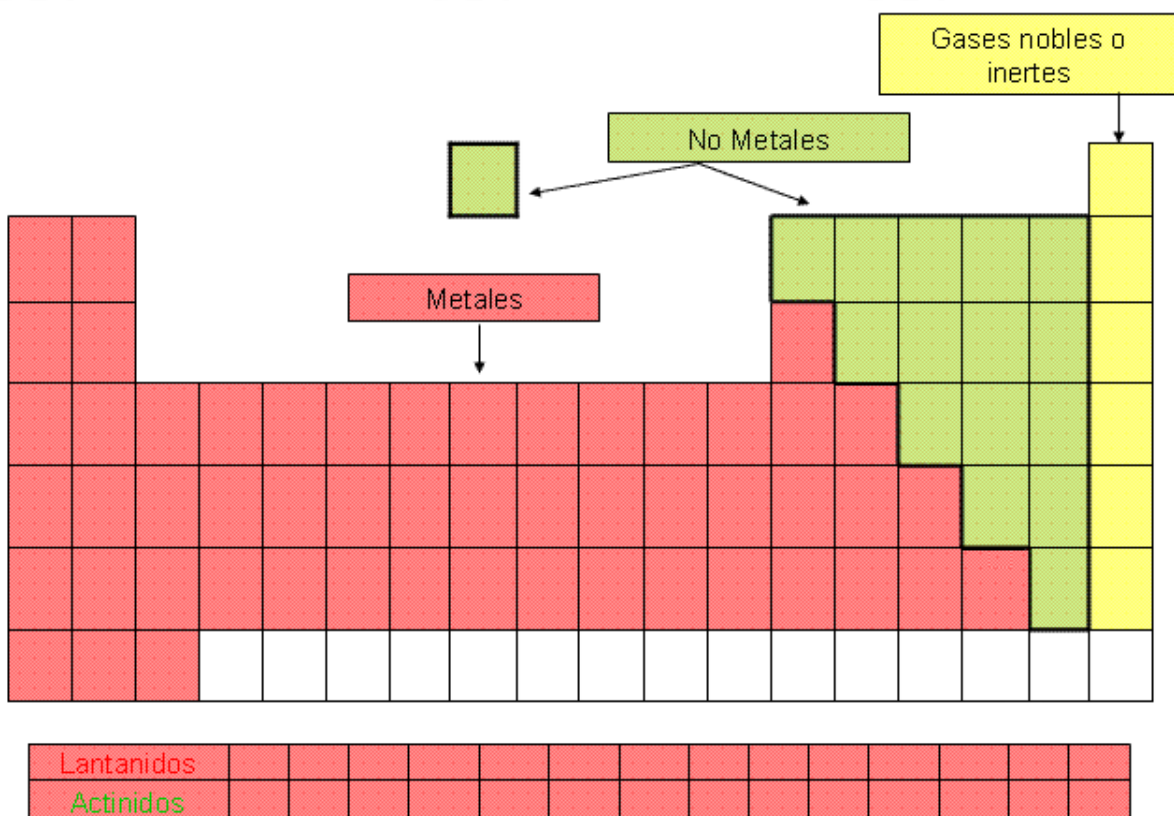 Gases nobles o
inertes
No Metales
Metales
Lantanidos
Actinidos